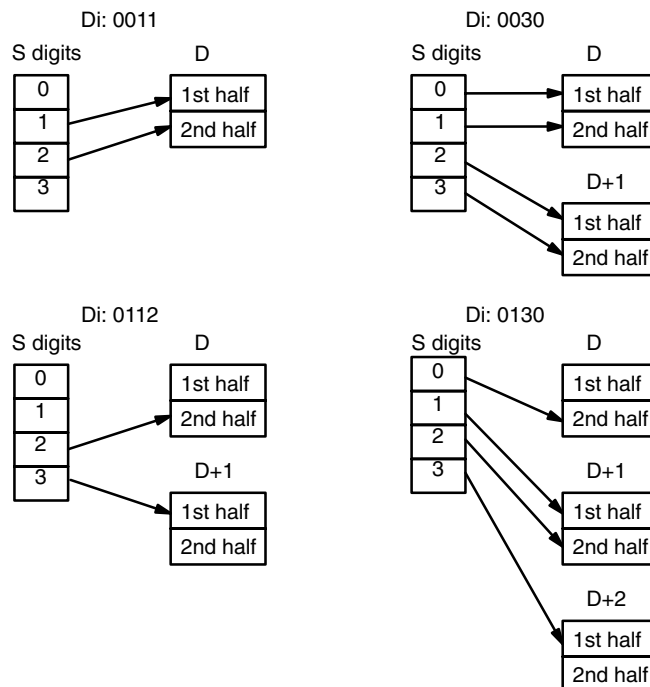 Di: 0011
S digits D
0
1
2
3
1st half
2nd half
Di: 0030
S digits D
0
1
2
3
1st half
2nd half
D+1
1st half
2nd half
Di: 0112
S digits D
0
1
2
3
1st half
2nd half
D+1
1st half
2nd half
Di: 0130
S digits D
0
1
2
3
1st half
2nd half
D+1
1st half
2nd half
D+2
1st half
2nd half